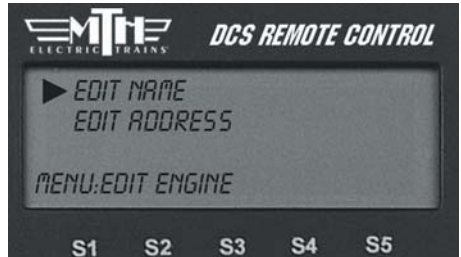 MTH
ELECTRIC TRAINS
DCS REMOTE CONTROL
EDIT NAME
EDIT ADDRESS
MENU:EDIT ENGINE
S1 S2 S3 S4 S5